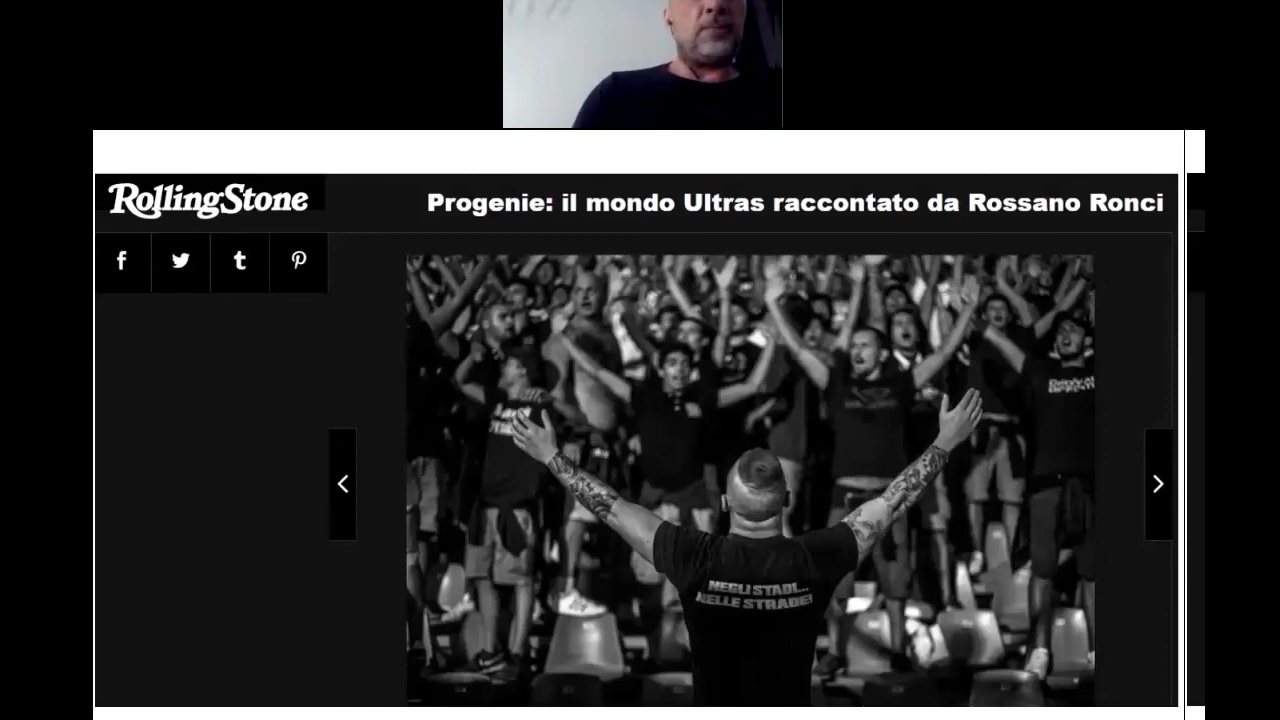 RollingStone
Progenie: il mondo Ultras raccontato da Rossano Ronci
NEGLI STADI...
NELLE STRADE!